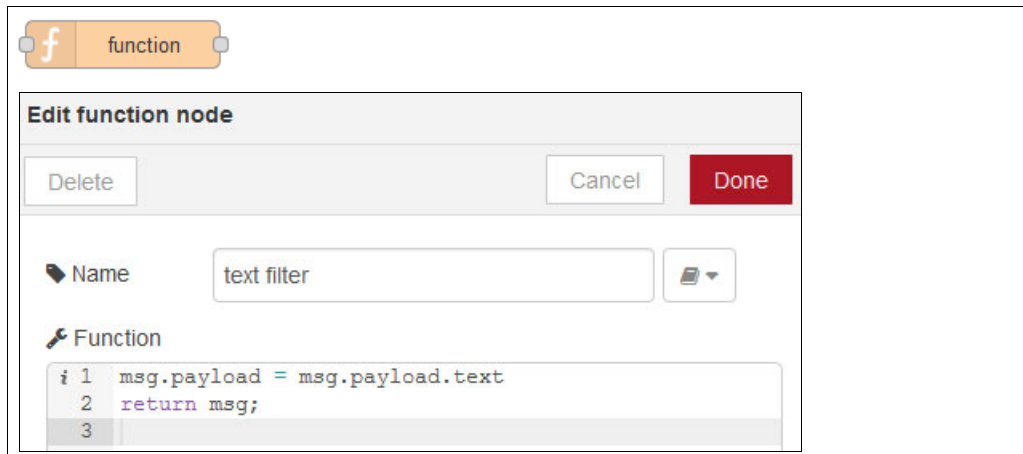 function
Edit function node
Delete Cancel Done
Name text filter
Function
i 1 msg.payload = msg.payload.text
2 return msg;
3